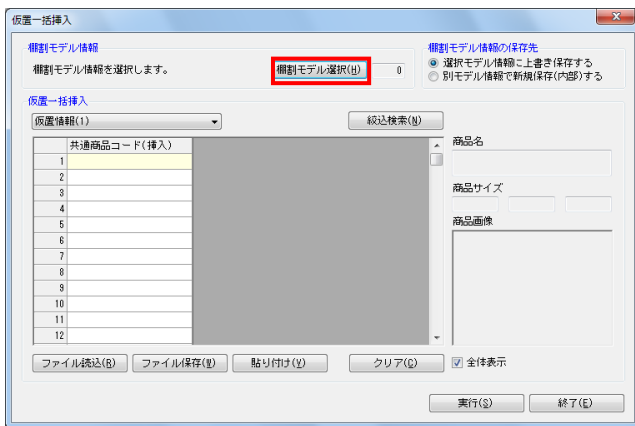 仮置一括挿入
棚割モデル情報
棚割モデル情報を選択します。
棚割モデル選択(H)
0
棚割モデル情報の保存先
選択モデル情報に上書き保存する
別モデル情報で新規保存(内部)する
仮置一括挿入
仮置情報(1)
絞込検索(N)
共通商品コード(挿入)
1
2
3
4
5
6
7
8
9
10
11
12
商品名
商品サイズ
商品画像
ファイル読込(R)
ファイル保存(W)
貼り付け(V)
クリア(C)
全体表示
実行(S)
終了(E)